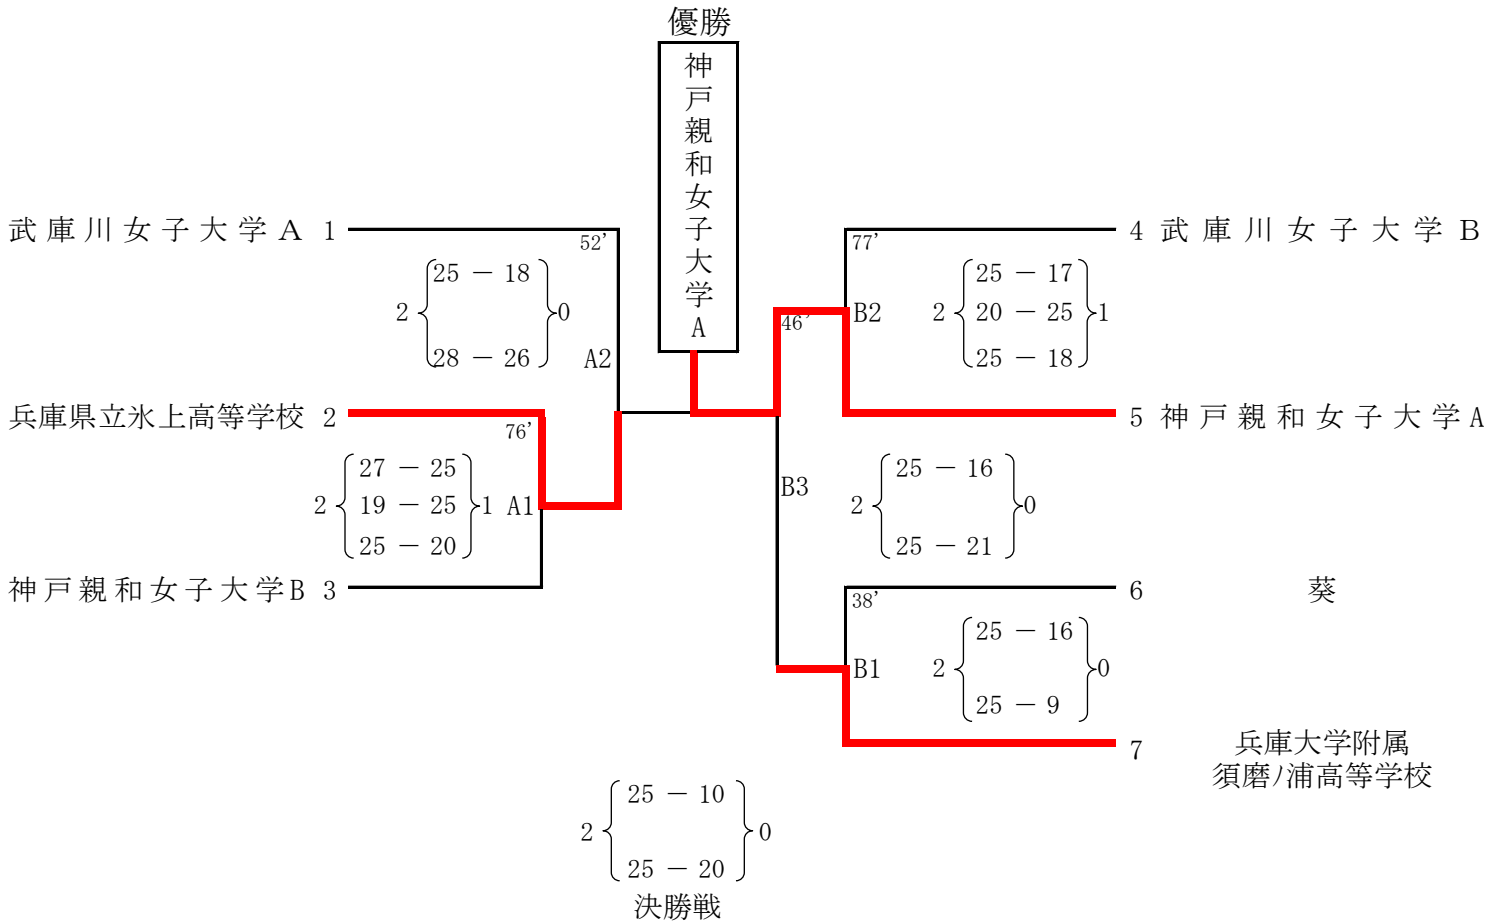 優勝
神戸親和女子大学A
武庫川女子大学A 1
52'
25 － 18
2 0
28 － 26
A2
兵庫県立氷上高等学校 2
76'
27 － 25
2 19 － 25 1 A1
25 － 20
神戸親和女子大学B 3
4 武庫川女子大学B
77'
25 － 17
B2 2 20 － 25 1
25 － 18
46'
5 神戸親和女子大学A
B3
25 － 16
2 0
25 － 21
6 葵
38'
25 － 16
B1 2 0
25 － 9
7 兵庫大学附属
須磨ノ浦高等学校
25 － 10
2 0
25 － 20
決勝戦